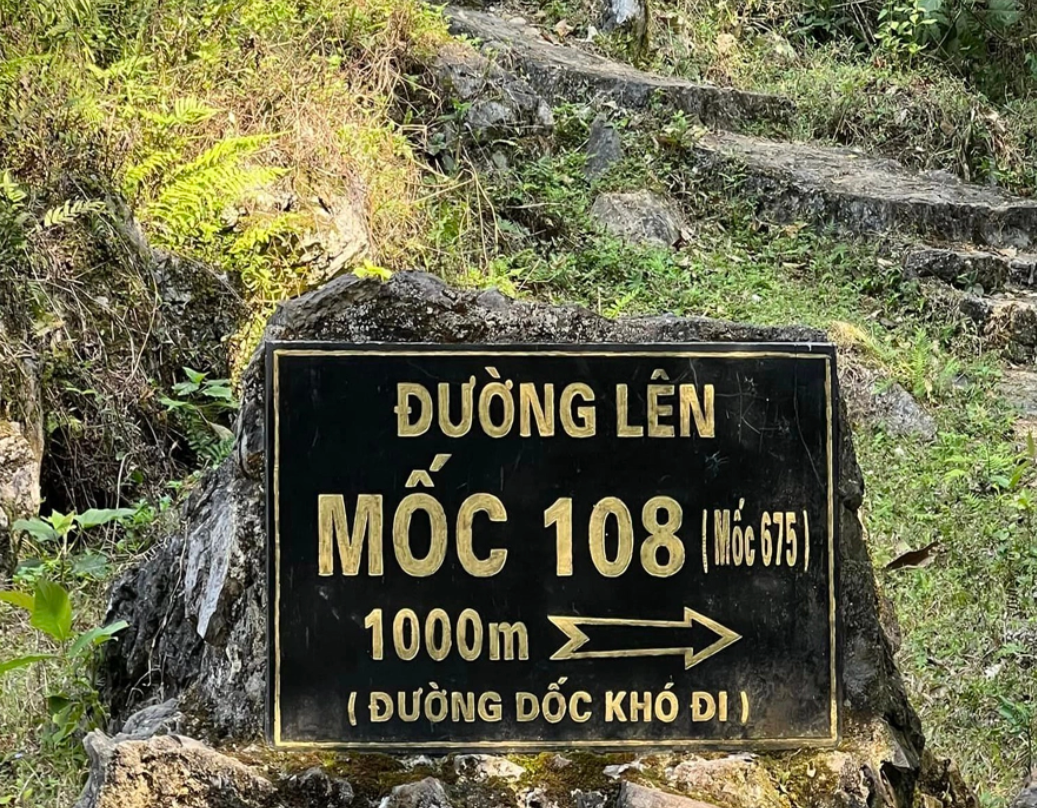 ĐƯỜNG LÊN
MỐC 108 (MỐC 675)
1000m
(ĐƯỜNG DỐC KHÓ ĐI)